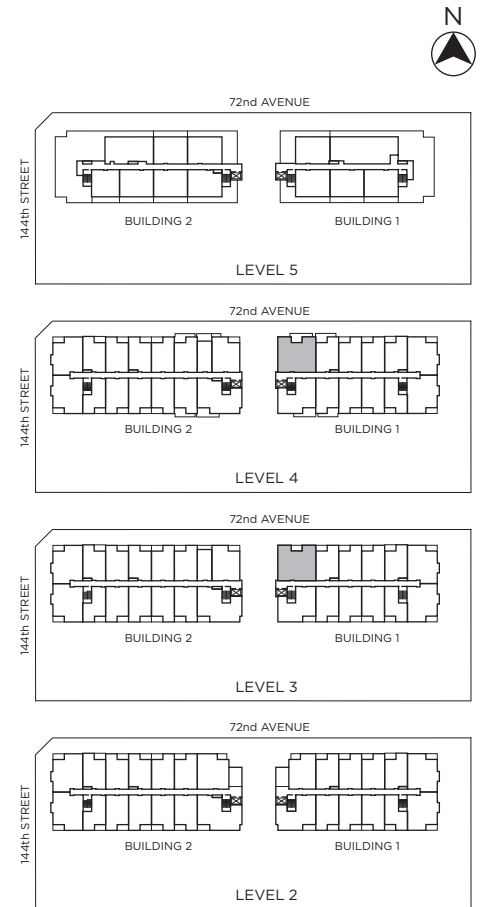 N
72nd AVENUE
144th STREET
BUILDING 2
BUILDING 1
LEVEL 5
72nd AVENUE
144th STREET
BUILDING 2
BUILDING 1
LEVEL 4
72nd AVENUE
144th STREET
BUILDING 2
BUILDING 1
LEVEL 3
72nd AVENUE
144th STREET
BUILDING 2
BUILDING 1
LEVEL 2